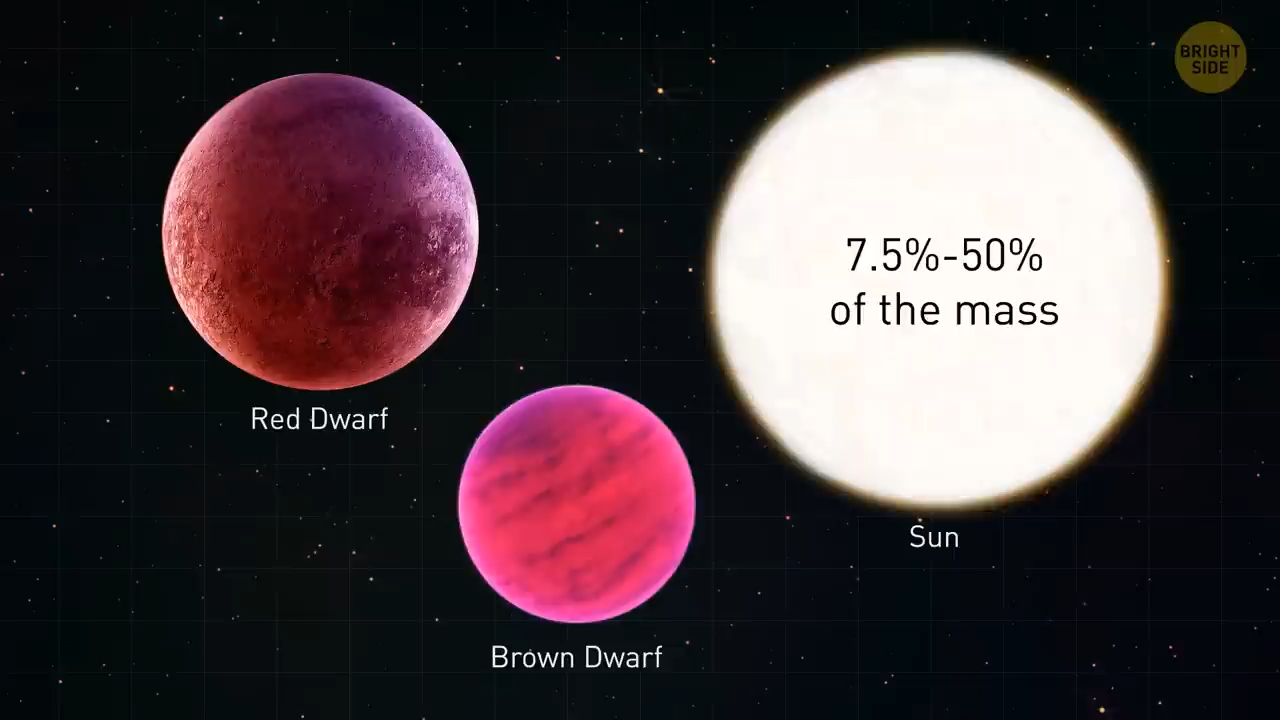 BRIGHT
SIDE
7.5%-50%
of the mass
Red Dwarf
Sun
Brown Dwarf